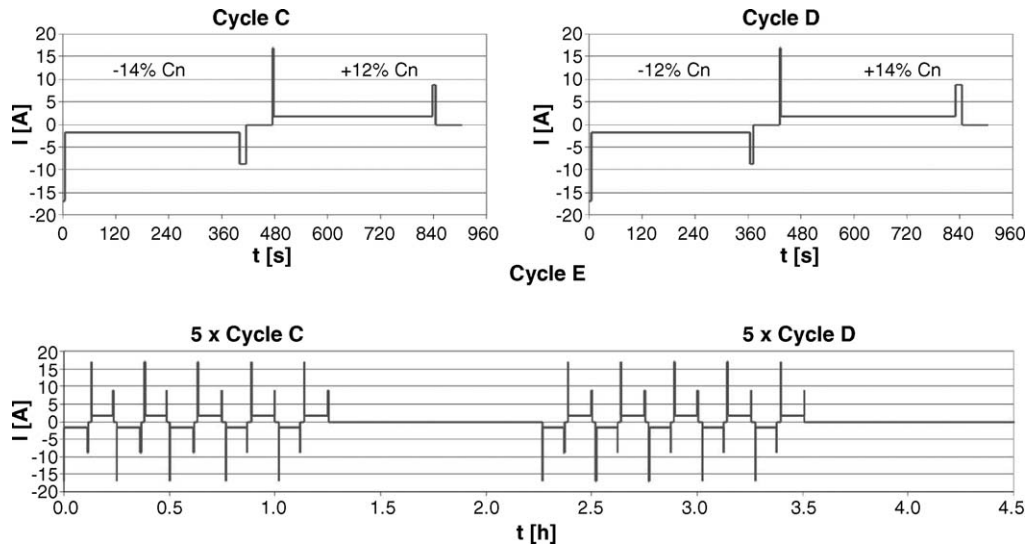 Cycle C
Cycle D
20
15
10
5
0
-5
-10
-15
-20
I [A]
-14% Cn
+12% Cn
0 120 240 360 480 600 720 840 960
t [s]
20
15
10
5
0
-5
-10
-15
-20
I [A]
-12% Cn
+14% Cn
0 120 240 360 480 600 720 840 960
t [s]
Cycle E
5 x Cycle C
5 x Cycle D
20
15
10
5
0
-5
-10
-15
-20
I [A]
0.0 0.5 1.0 1.5 2.0 2.5 3.0 3.5 4.0 4.5
t [h]